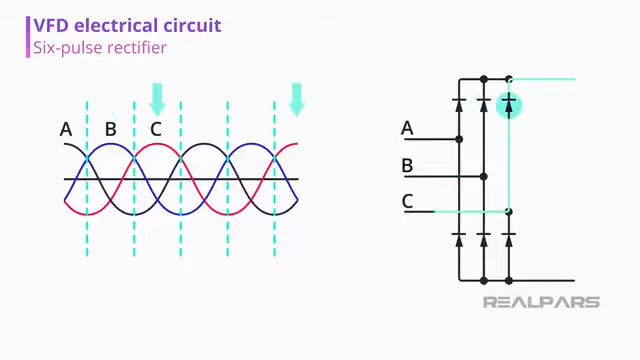 VFD electrical circuit
Six-pulse rectifier
A B C
A
B
C
REALPARS